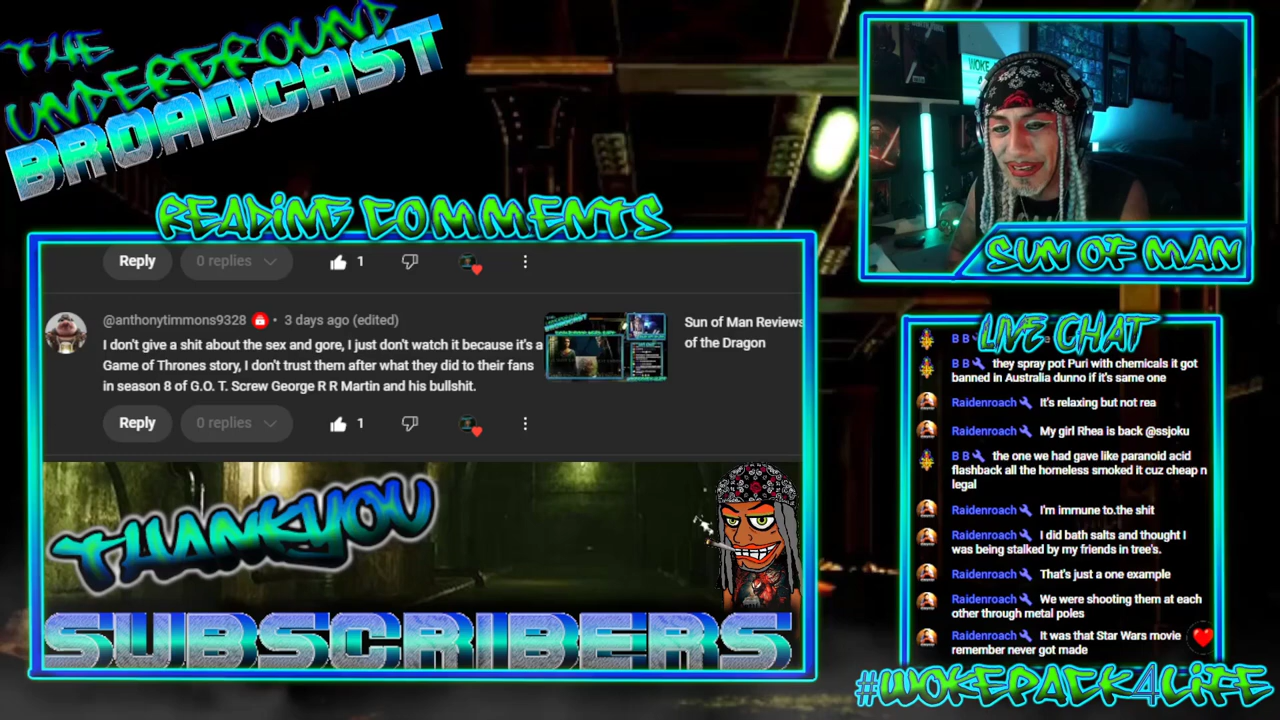 THE
UNDERGROUND
BROADCAST
READING COMMENTS
Reply
0 replies
1
@anthonytimmons9328 • 3 days ago (edited)
I don't give a shit about the sex and gore, I just don't watch it because it's a
Game of Thrones story, I don't trust them after what they did to their fans
in season 8 of G.O. T. Screw George R R Martin and his bullshit.
Sun of Man Reviews
of the Dragon
Reply
0 replies
1
THANKYOU
SUBSCRIBERS
WOKE
SUN OF MAN
LIVE CHAT
B B
B B they spray pot Puri with chemicals it got
banned in Australia dunno if it's same one
Raidenroach It's relaxing but not rea
Raidenroach My girl Rhea is back @ssjoku
B B the one we had gave like paranoid acid
flashback all the homeless smoked it cuz cheap n
legal
Raidenroach I'm immune to.the shit
Raidenroach I did bath salts and thought I
was being stalked by my friends in tree's.
Raidenroach That's just a one example
Raidenroach We were shooting them at each
other through metal poles
Raidenroach It was that Star Wars movie
remember never got made
#WOKEPACK4LIFE